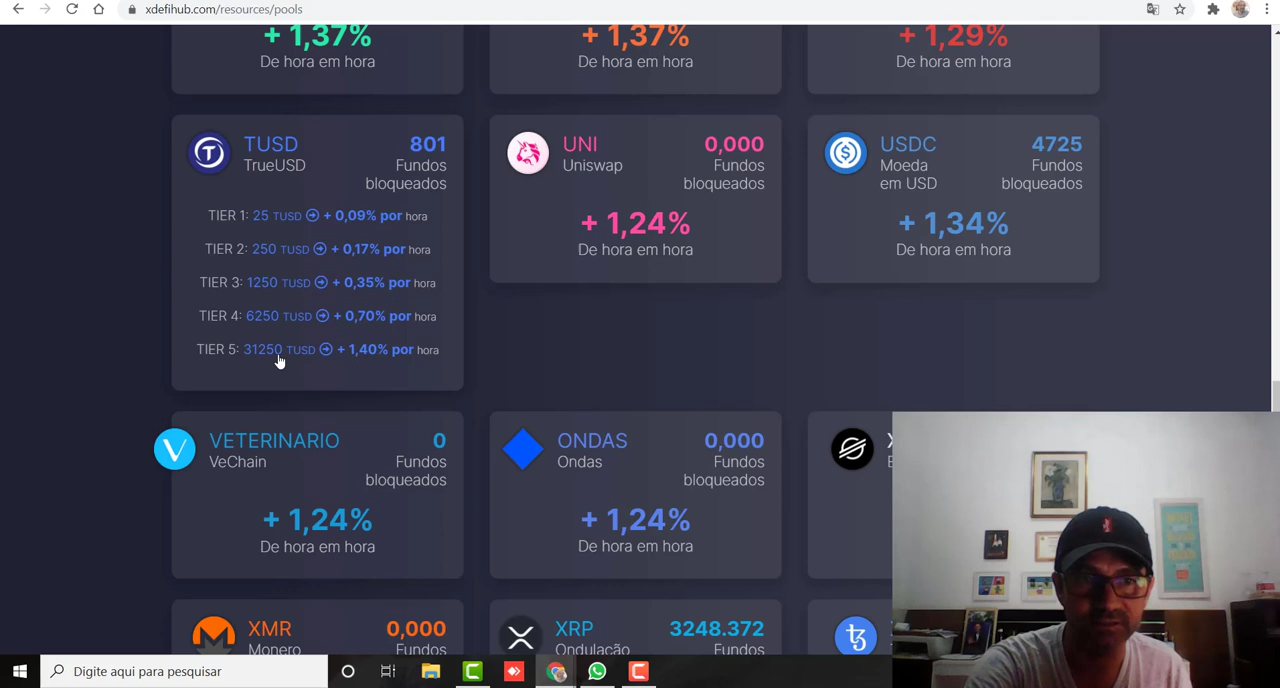 xdefihub.com/resources/pools
+ 1,37%
De hora em hora
+ 1,37%
De hora em hora
+ 1,29%
De hora em hora
TUSD
TrueUSD
801
Fundos
bloqueados
TIER 1: 25 TUSD + 0,09% por hora
TIER 2: 250 TUSD + 0,17% por hora
TIER 3: 1250 TUSD + 0,35% por hora
TIER 4: 6250 TUSD + 0,70% por hora
TIER 5: 31250 TUSD + 1,40% por hora
UNI
Uniswap
0,000
Fundos
bloqueados
+ 1,24%
De hora em hora
USDC
Moeda
em USD
4725
Fundos
bloqueados
+ 1,34%
De hora em hora
VETERINARIO
VeChain
0
Fundos
bloqueados
+ 1,24%
De hora em hora
ONDAS
Ondas
0,000
Fundos
bloqueados
+ 1,24%
De hora em hora
XMR
Monero
0,000
Fundos
XRP
Ondulação
3248.372
Fundos
Digite aqui para pesquisar